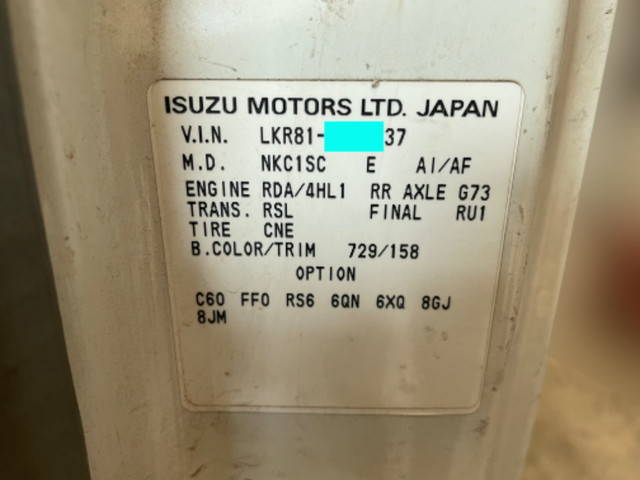 ISUZU MOTORS LTD. JAPAN
V.I.N. LKR81- 37
M.D. NKC1SC E AI/AF
ENGINE RDA/4HL1 RR AXLE G73
TRANS. RSL FINAL RU1
TIRE CNE
B.COLOR/TRIM 729/158
OPTION
C60 FFO RS6 6QN 6XQ 8GJ
8JM